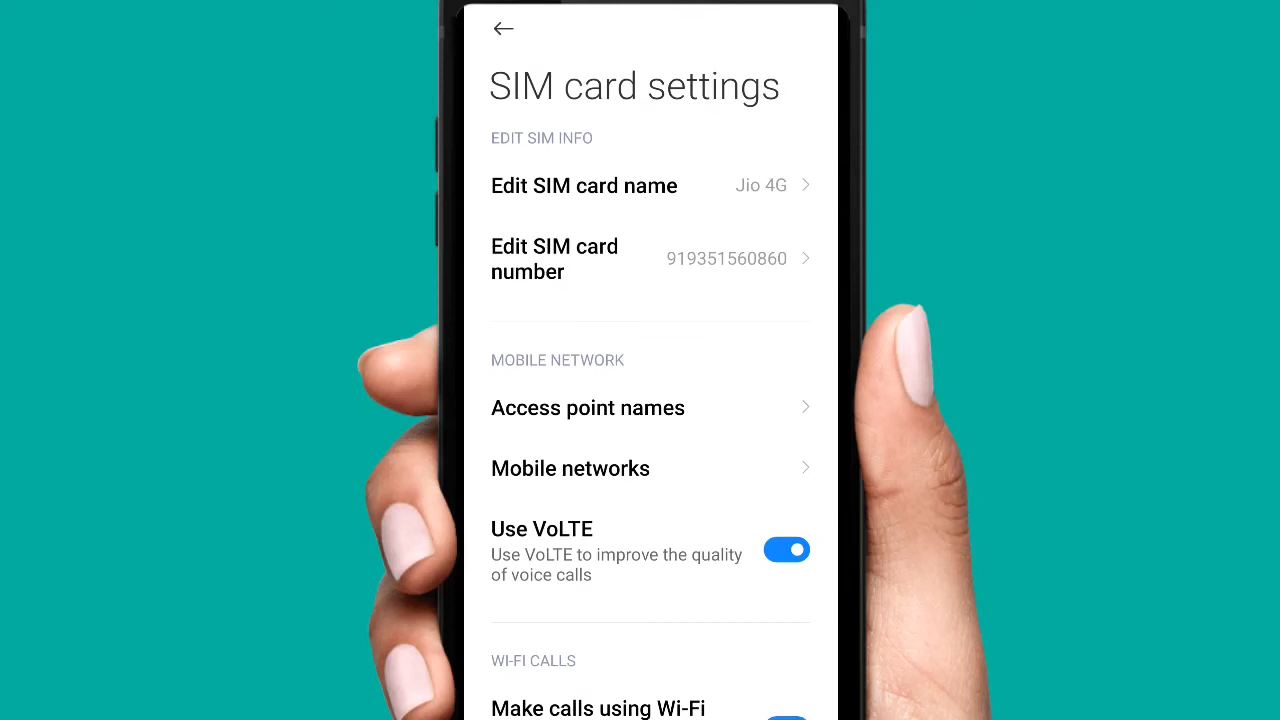 SIM card settings
EDIT SIM INFO
Edit SIM card name
Jio 4G
Edit SIM card
number
919351560860
MOBILE NETWORK
Access point names
Mobile networks
Use VoLTE
Use VoLTE to improve the quality
of voice calls
WI-FI CALLS
Make calls using Wi-Fi